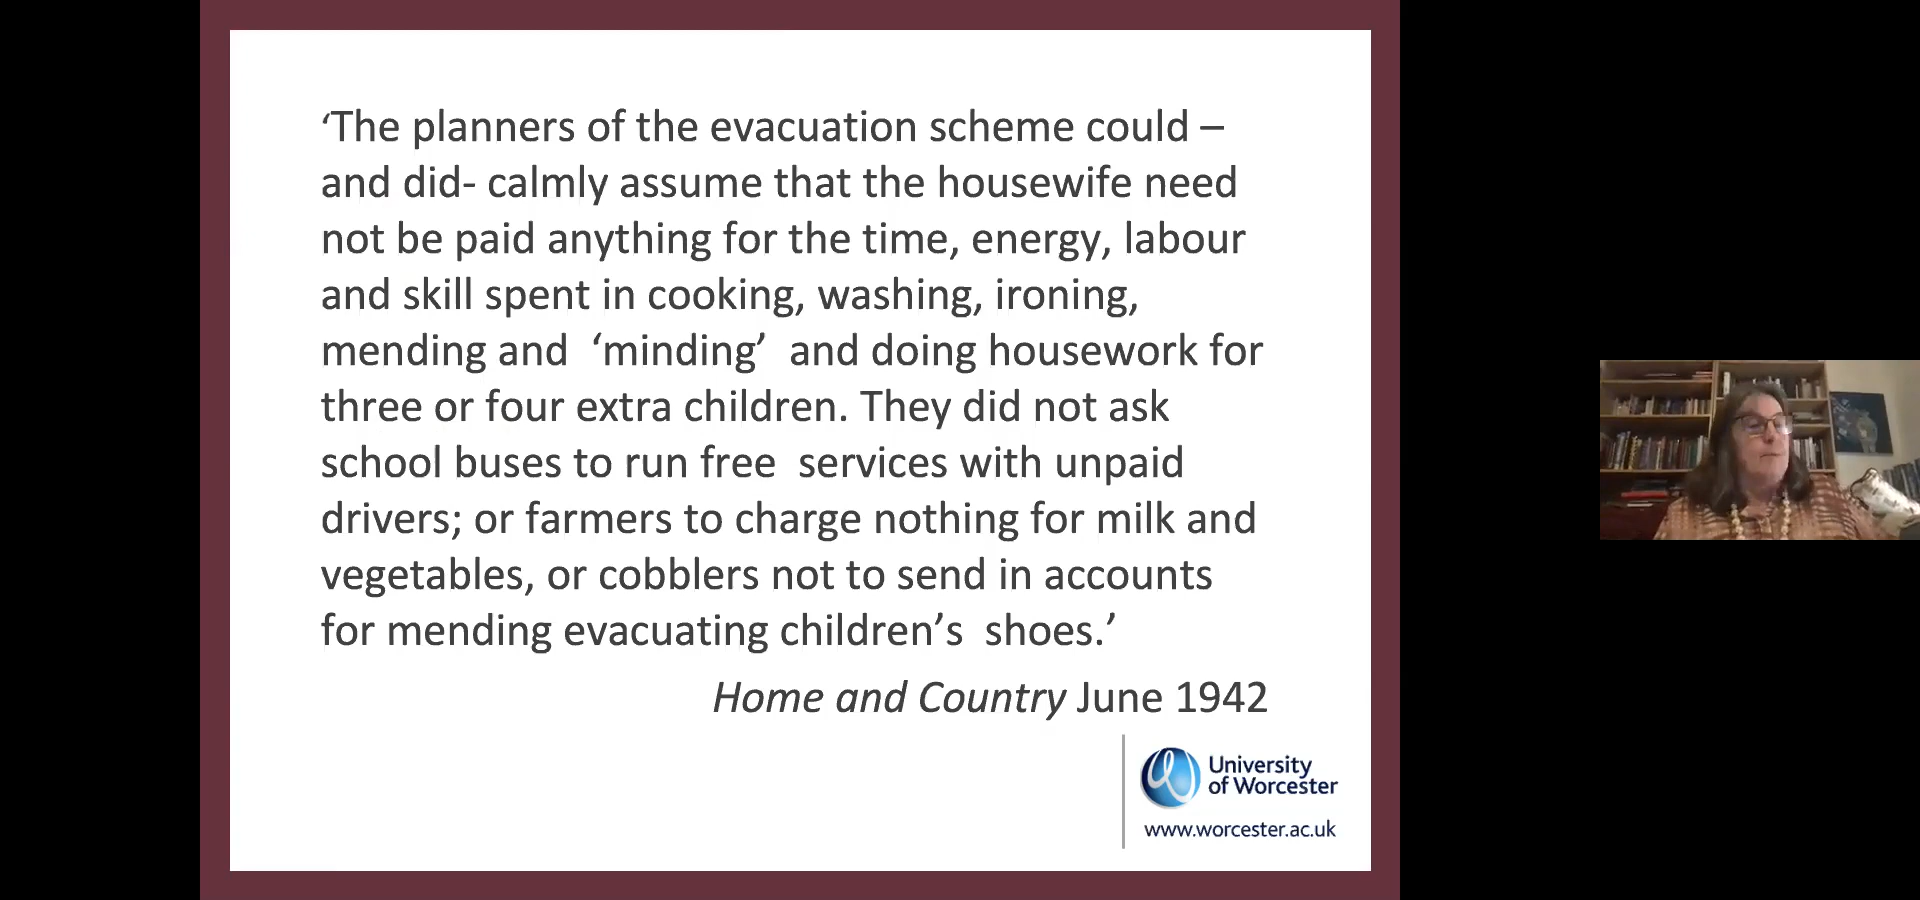 ‘The planners of the evacuation scheme could –
and did- calmly assume that the housewife need
not be paid anything for the time, energy, labour
and skill spent in cooking, washing, ironing,
mending and  ‘minding’  and doing housework for
three or four extra children. They did not ask
school buses to run free  services with unpaid
drivers; or farmers to charge nothing for milk and
vegetables, or cobblers not to send in accounts
for mending evacuating children’s  shoes.’
Home and Country June 1942
University
of Worcester
www.worcester.ac.uk